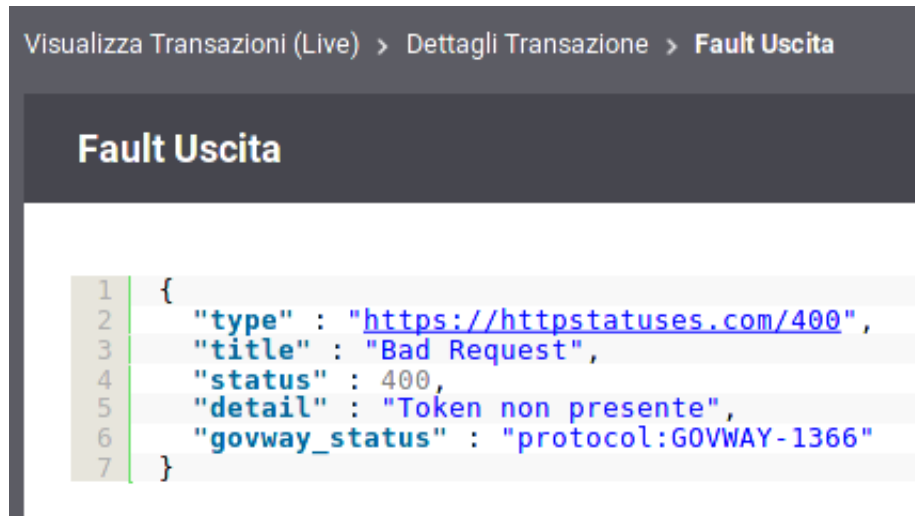 Visualizza Transazioni (Live) > Dettagli Transazione > Fault Uscita
Fault Uscita
1 {
2 "type" : "https://httpstatuses.com/400",
3 "title" : "Bad Request",
4 "status" : 400,
5 "detail" : "Token non presente",
6 "govway_status" : "protocol:GOVWAY-1366"
7 }